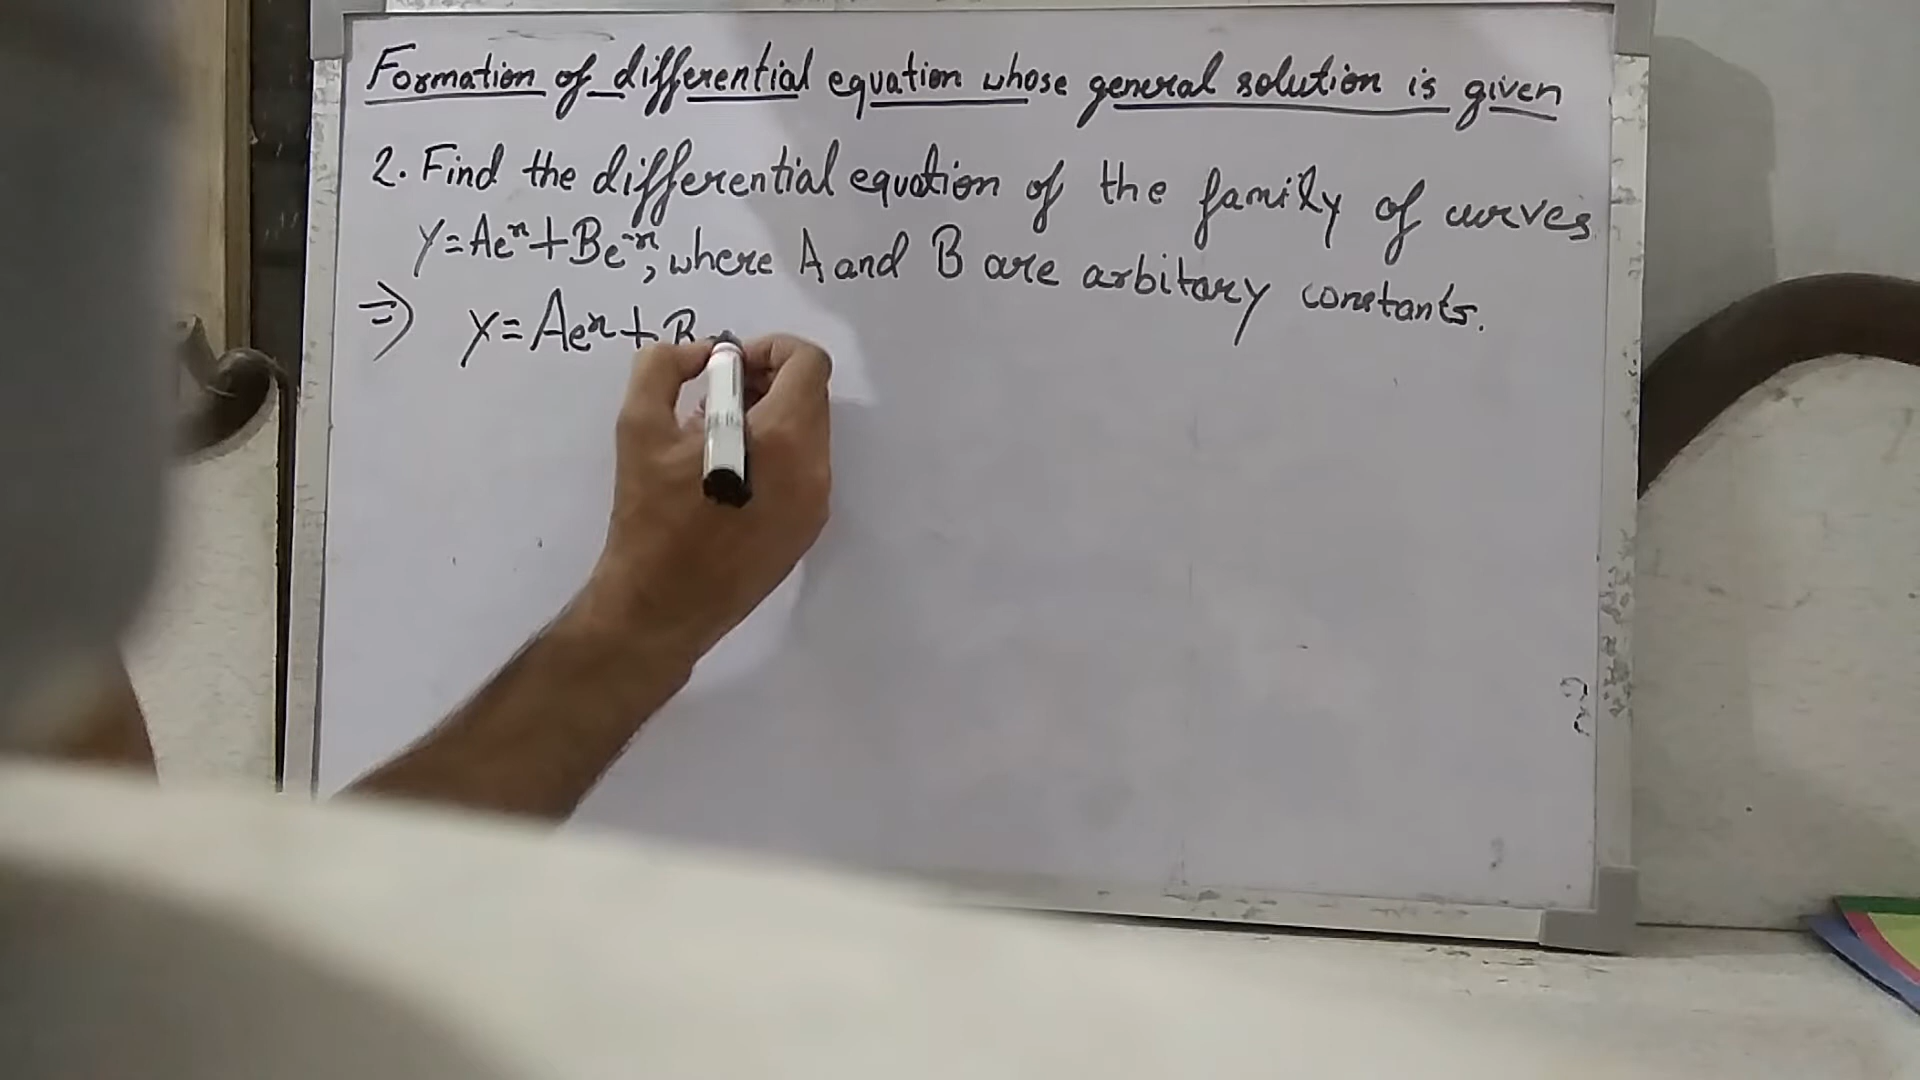 Formation of differential equation whose general solution is given
2. Find the differential equation of the family of curves
y=Aeˣ+Be⁻ˣ, where A and B are arbitary constants.
⇒ y=Aeˣ+B